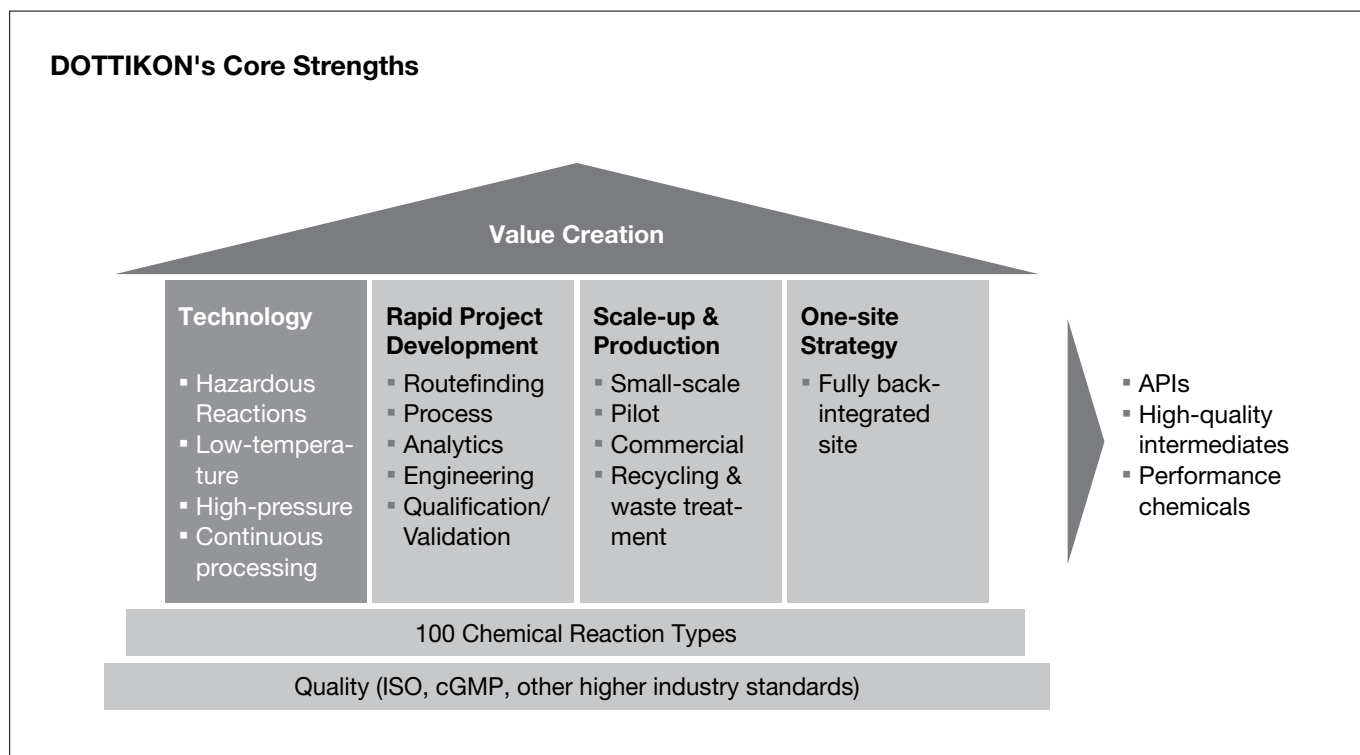 DOTTIKON's Core Strengths
Value Creation
Technology
▪ Hazardous
Reactions
▪ Low-tempera-
ture
▪ High-pressure
▪ Continuous
processing
Rapid Project
Development
▪ Routefinding
▪ Process
▪ Analytics
▪ Engineering
▪ Qualification/
Validation
Scale-up &
Production
▪ Small-scale
▪ Pilot
▪ Commercial
▪ Recycling &
waste treat-
ment
One-site
Strategy
▪ Fully back-
integrated
site
▪ APIs
▪ High-quality
intermediates
▪ Performance
chemicals
100 Chemical Reaction Types
Quality (ISO, cGMP, other higher industry standards)